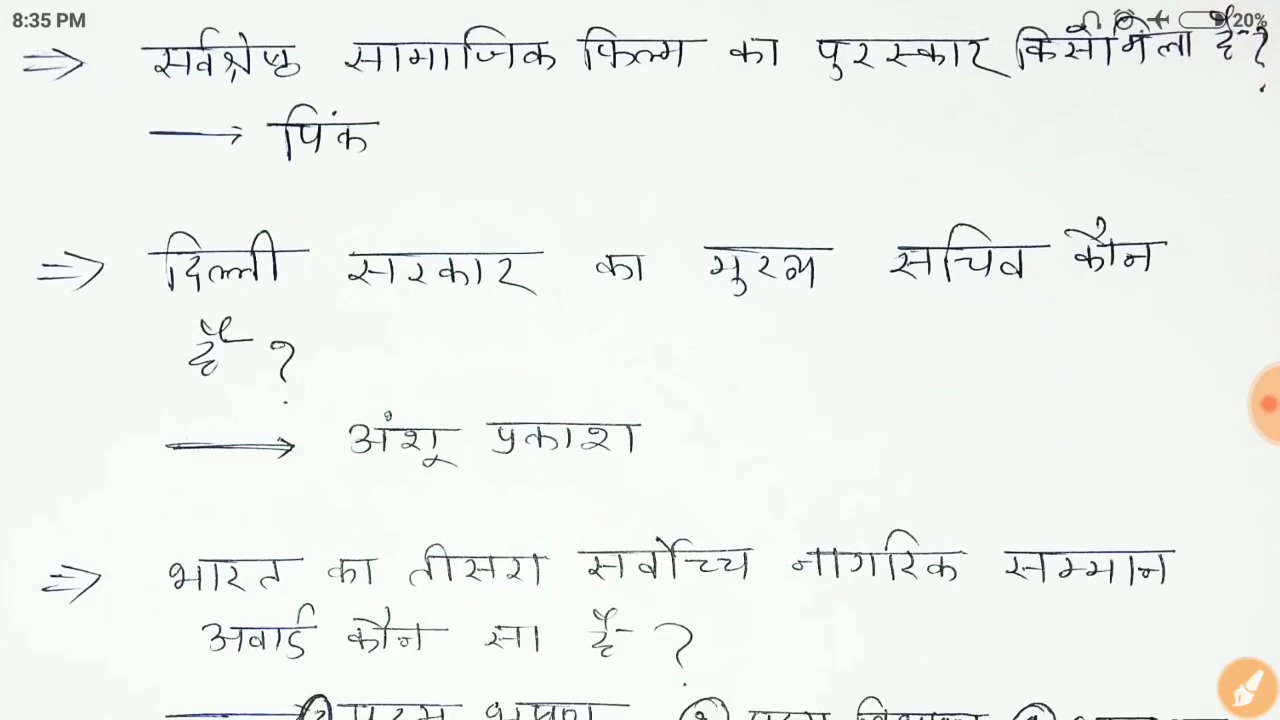 8:35 PM
20%
⇒ सर्वश्रेष्ठ सामाजिक फिल्म का पुरस्कार किसे मिला है?
→ पिंक
⇒ दिल्ली सरकार का मुख्य सचिव कौन
है?
→ अंशू प्रकाश
⇒ भारत का तीसरा सर्वोच्च नागरिक सम्मान
अवार्ड कौन सा है?